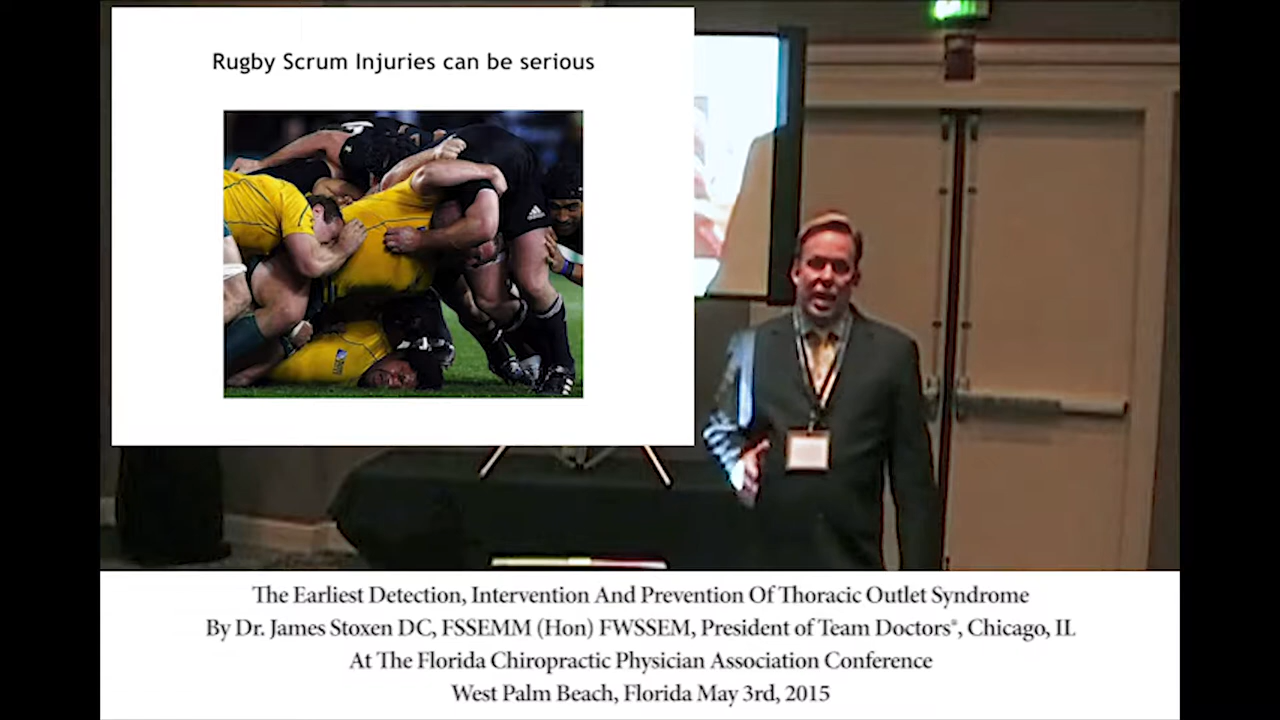 Rugby Scrum Injuries can be serious
adidas
The Earliest Detection, Intervention And Prevention Of Thoracic Outlet Syndrome
By Dr. James Stoxen DC, FSSEMM (Hon) FWSSEM, President of Team Doctors®, Chicago, IL
At The Florida Chiropractic Physician Association Conference
West Palm Beach, Florida May 3rd, 2015